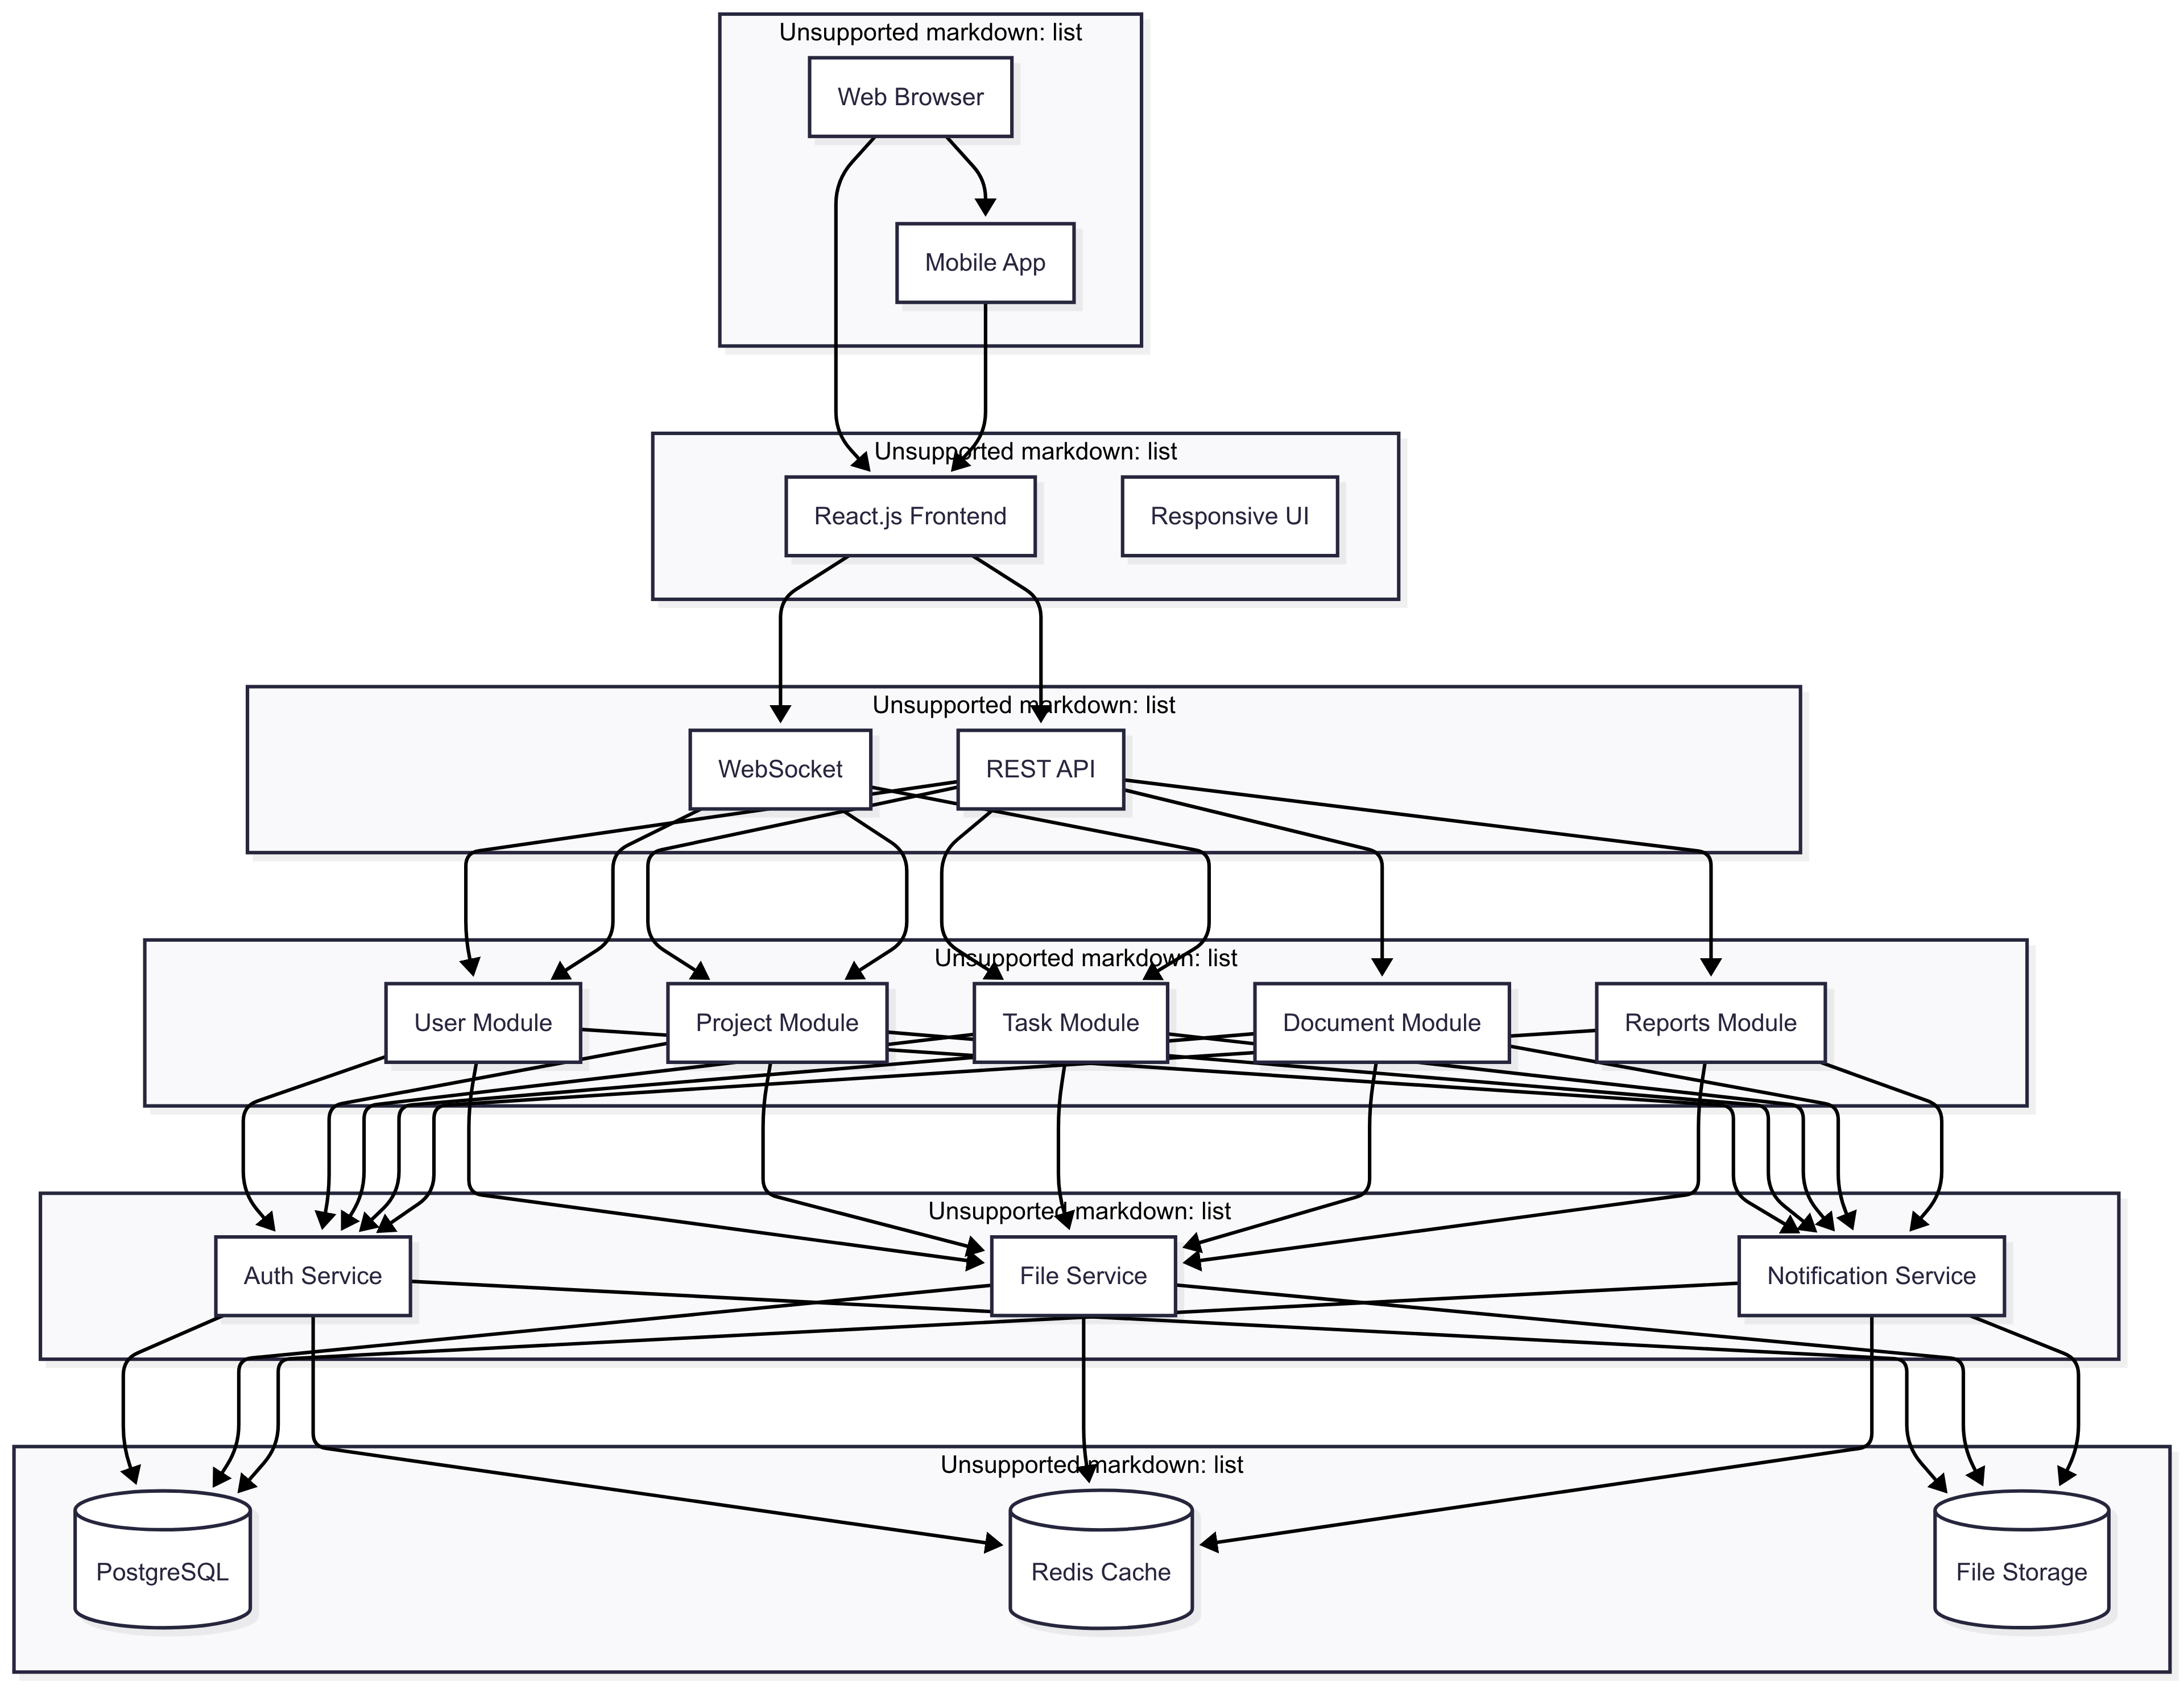 Unsupported markdown: list
Web Browser
Mobile App
Unsupported markdown: list
React.js Frontend
Responsive UI
Unsupported markdown: list
WebSocket
REST API
Unsupported markdown: list
User Module
Project Module
Task Module
Document Module
Reports Module
Unsupported markdown: list
Auth Service
File Service
Notification Service
Unsupported markdown: list
PostgreSQL
Redis Cache
File Storage